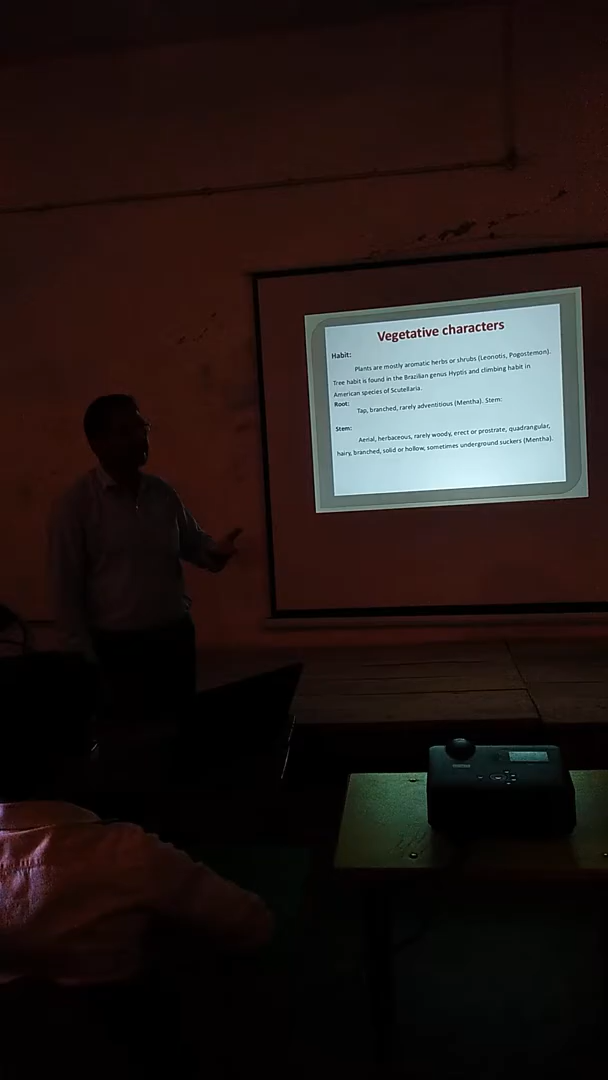 Vegetative characters
Habit:
Plants are mostly aromatic herbs or shrubs (Leonotis, Pogostemon).
Tree habit is found in the Brazilian genus Hyptis and climbing habit in
American species of Scutellaria.
Root:
Tap, branched, rarely adventitious (Mentha). Stem:
Stem:
Aerial, herbaceous, rarely woody, erect or prostrate, quadrangular,
hairy, branched, solid or hollow, sometimes underground suckers (Mentha).